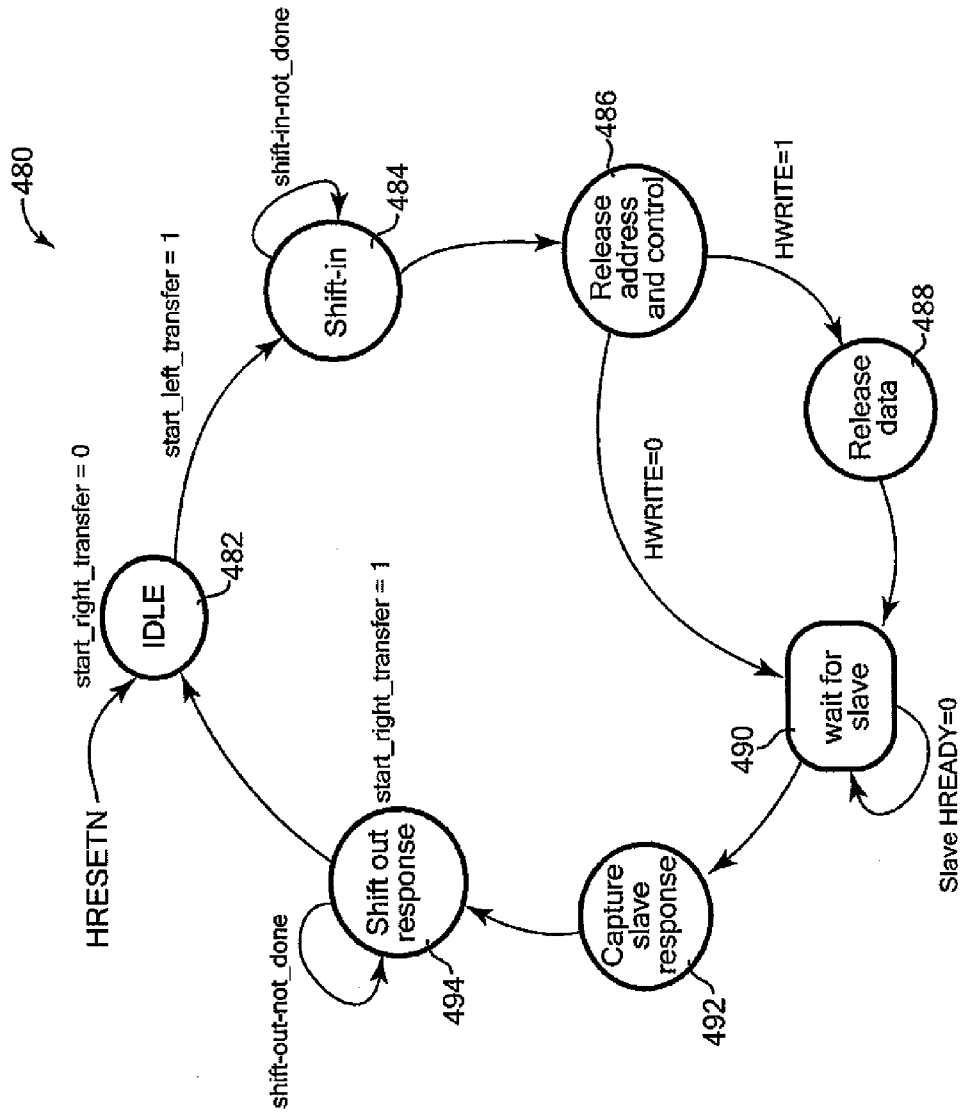 480
HRESETN
start_right_transfer = 0
IDLE
482
start_left_transfer = 1
Shift-in
484
shift-in-not_done
Release
address
and control
486
HWRITE=1
HWRITE=0
Release
data
488
wait for
slave
490
Slave HREADY=0
Capture
slave
response
492
Shift out
response
494
start_right_transfer = 1
shift-out-not_done